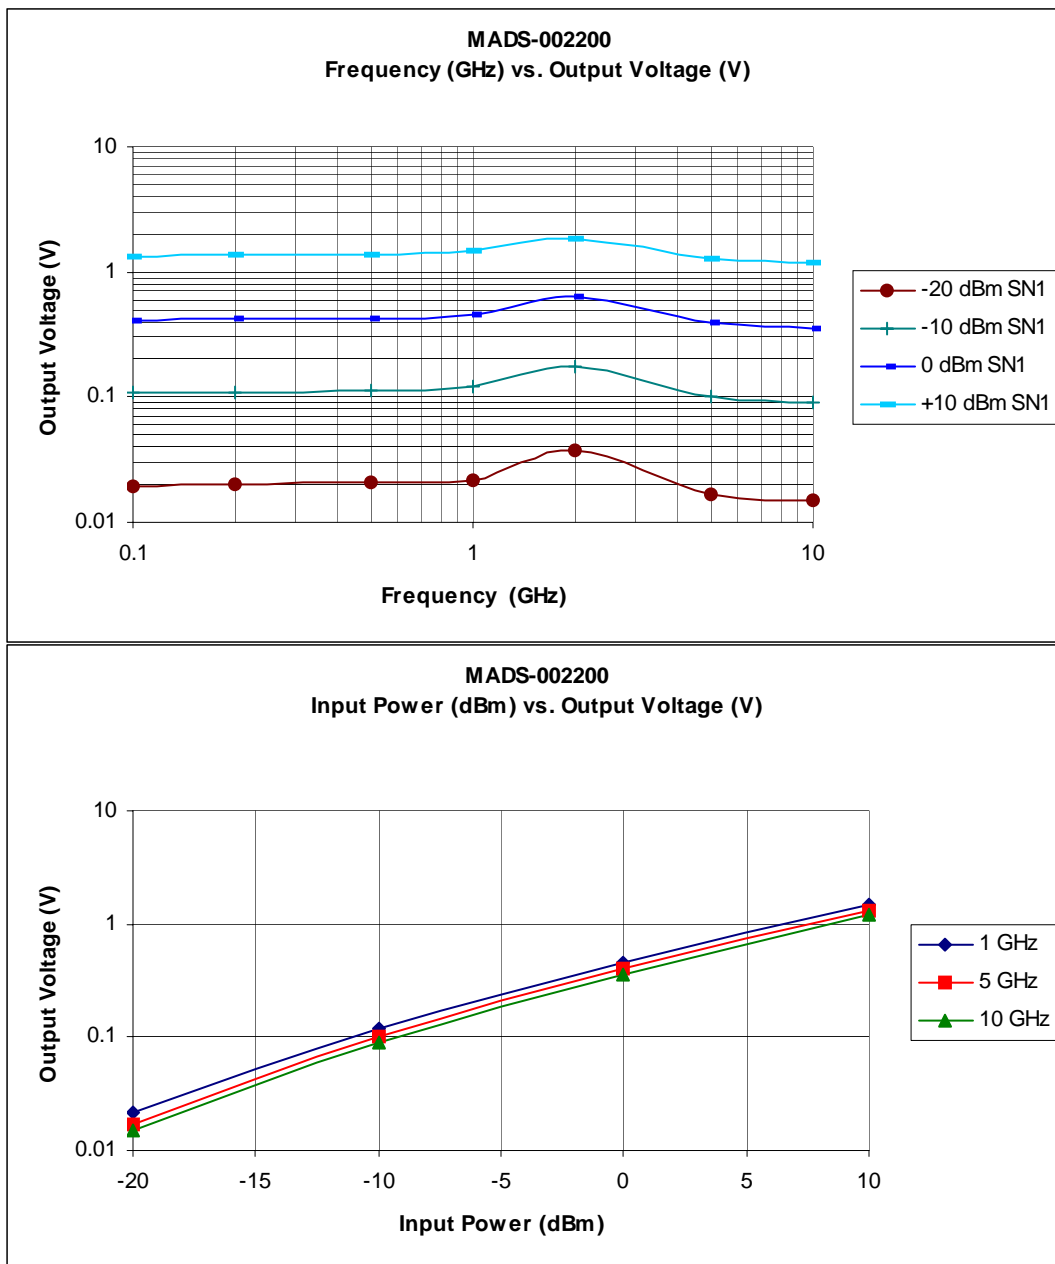 MADS-002200
Frequency (GHz) vs. Output Voltage (V)
10
1
0.1
0.01
Output Voltage (V)
0.1 1 10
Frequency (GHz)
-20 dBm SN1
-10 dBm SN1
0 dBm SN1
+10 dBm SN1
MADS-002200
Input Power (dBm) vs. Output Voltage (V)
10
1
0.1
0.01
Output Voltage (V)
-20 -15 -10 -5 0 5 10
Input Power (dBm)
1 GHz
5 GHz
10 GHz